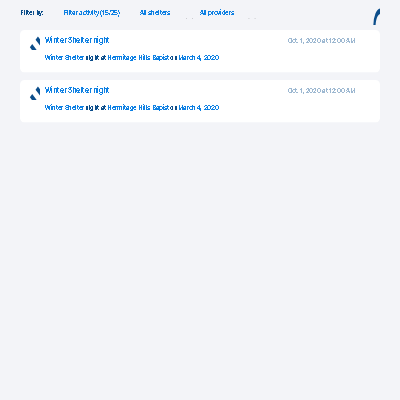 Filter by: Filter activity (15/25) All shelters All providers
Winter Shelter night Oct. 1, 2020 at 12:00 AM
Winter Shelter night at Hermitage Hills Baptist on March 4, 2020
Winter Shelter night Oct. 1, 2020 at 12:00 AM
Winter Shelter night at Hermitage Hills Baptist on March 4, 2020